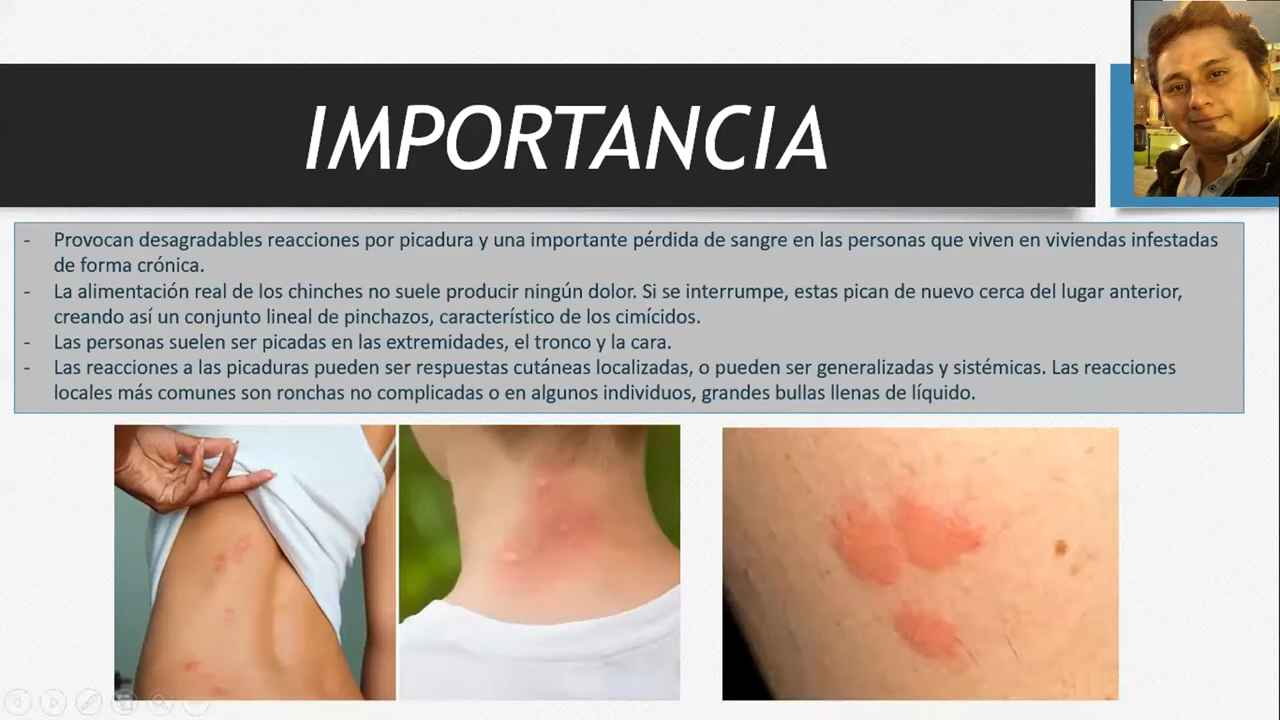 IMPORTANCIA
- Provocan desagradables reacciones por picadura y una importante pérdida de sangre en las personas que viven en viviendas infestadas
de forma crónica.
- La alimentación real de los chinches no suele producir ningún dolor. Si se interrumpe, estas pican de nuevo cerca del lugar anterior,
creando así un conjunto lineal de pinchazos, característico de los cimícidos.
- Las personas suelen ser picadas en las extremidades, el tronco y la cara.
- Las reacciones a las picaduras pueden ser respuestas cutáneas localizadas, o pueden ser generalizadas y sistémicas. Las reacciones
locales más comunes son ronchas no complicadas o en algunos individuos, grandes bullas llenas de líquido.